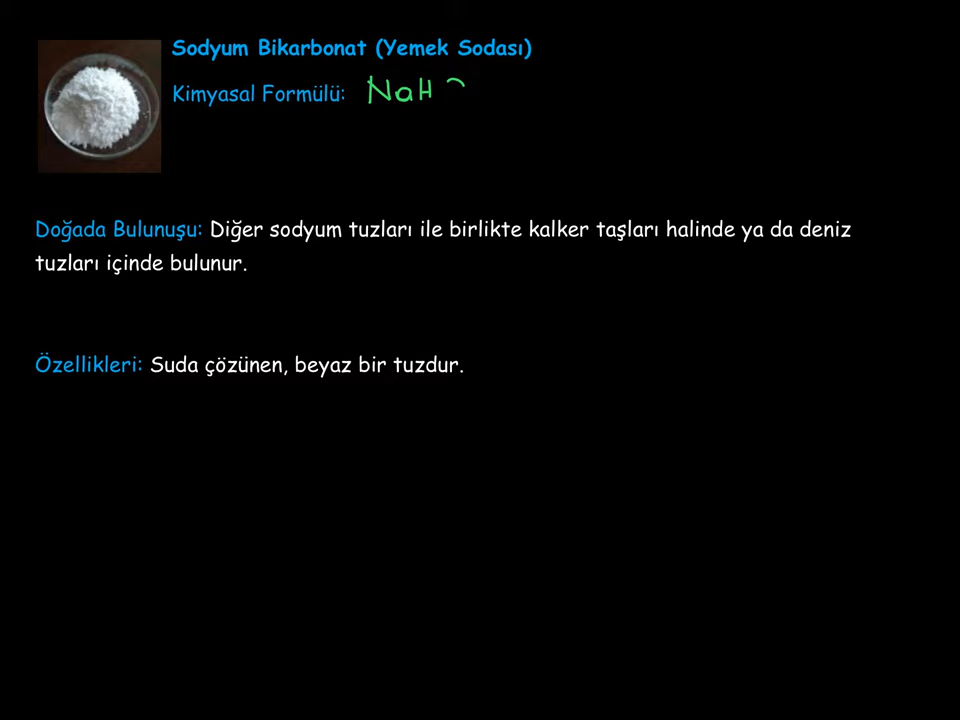 Sodyum Bikarbonat (Yemek Sodası)
Kimyasal Formülü: NaH
Doğada Bulunuşu: Diğer sodyum tuzları ile birlikte kalker taşları halinde ya da deniz
tuzları içinde bulunur.
Özellikleri: Suda çözünen, beyaz bir tuzdur.